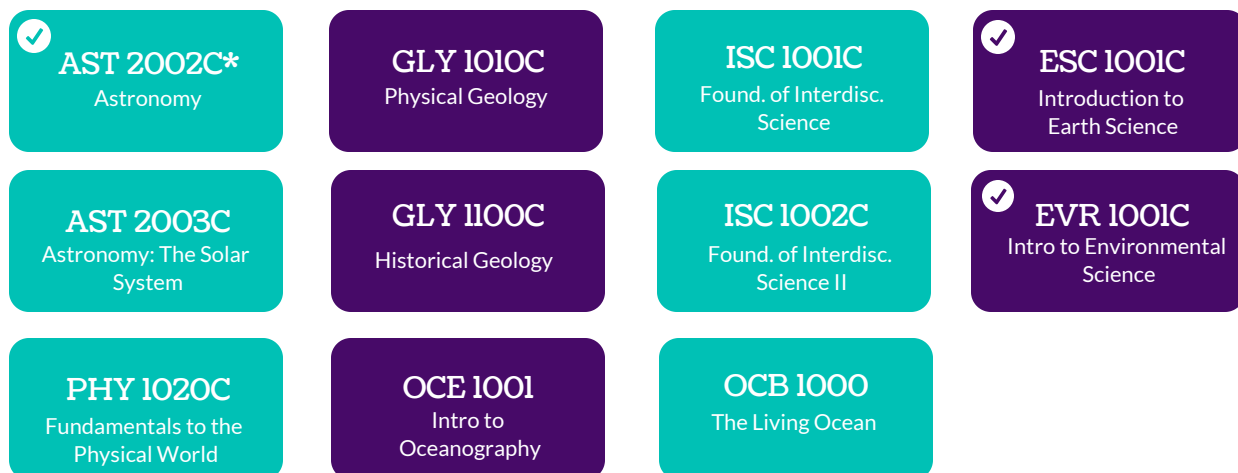 AST 2002C*
Astronomy
GLY 1010C
Physical Geology
ISC 1001C
Found. of Interdisc.
Science
ESC 1001C
Introduction to
Earth Science
AST 2003C
Astronomy: The Solar
System
GLY 1100C
Historical Geology
ISC 1002C
Found. of Interdisc.
Science II
EVR 1001C
Intro to Environmental
Science
PHY 1020C
Fundamentals to the
Physical World
OCE 1001
Intro to
Oceanography
OCB 1000
The Living Ocean